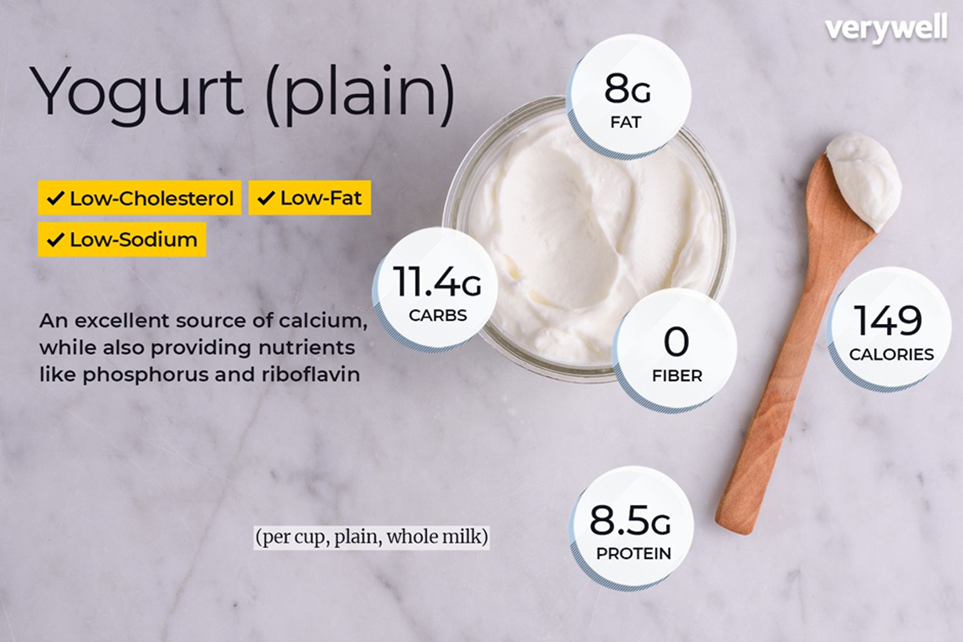 verywell
Yogurt (plain)
✓ Low-Cholesterol ✓ Low-Fat
✓ Low-Sodium
An excellent source of calcium,
while also providing nutrients
like phosphorus and riboflavin
8G
FAT
11.4G
CARBS
0
FIBER
149
CALORIES
8.5G
PROTEIN
(per cup, plain, whole milk)